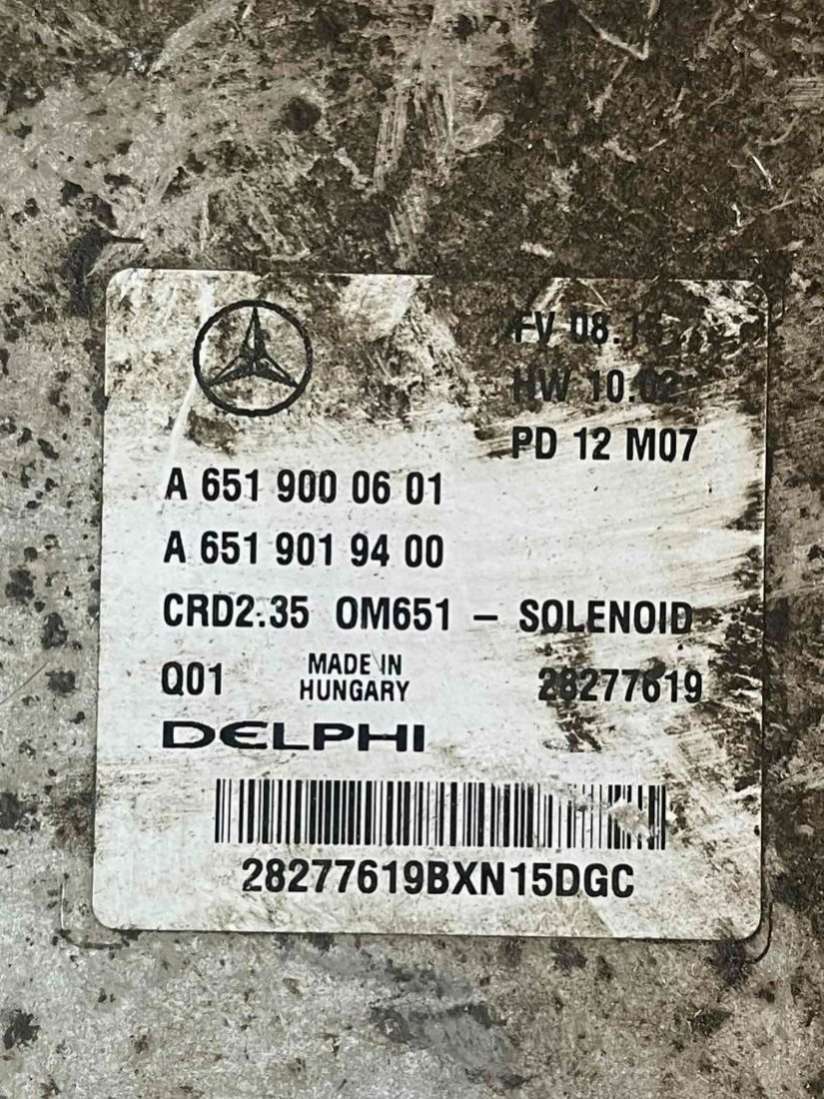 FV 08.
HW 10.02
PD 12 M07
A 651 900 06 01
A 651 901 94 00
CRD2.35 OM651 – SOLENOID
Q01 MADE IN HUNGARY 28277619
DELPHI
28277619BXN15DGC